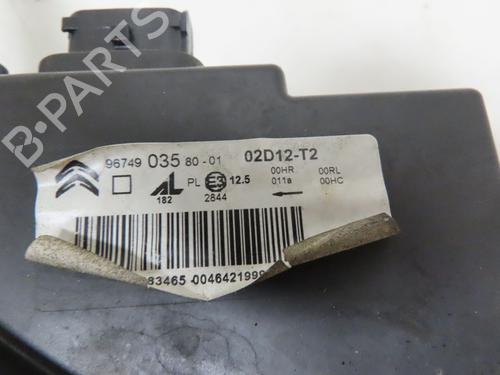 96749 035 80-01 02D12-T2
AL PL E3 12.5 00HR 00RL
182 2844 011a 00HC
83465 0046421999
B-PARTS